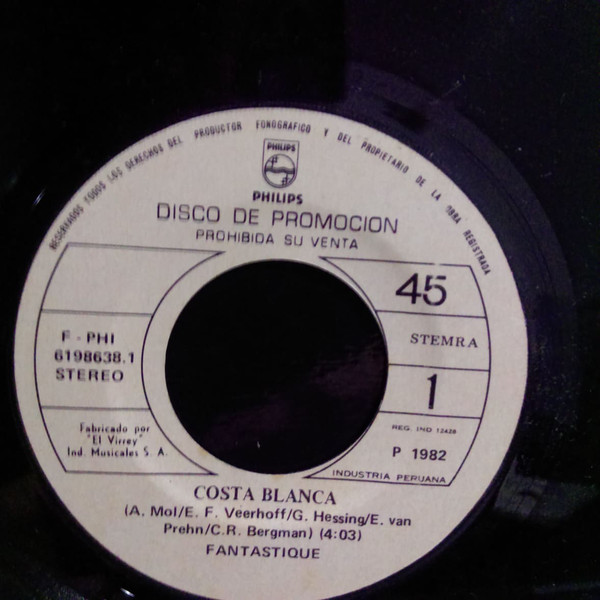 RESERVADOS TODOS LOS DERECHOS DEL PRODUCTOR FONOGRAFICO Y DEL PROPIETARIO DE LA OBRA REGISTRADA
PHILIPS
PHILIPS
DISCO DE PROMOCION
PROHIBIDA SU VENTA
45
F - PHI
6198638.1
STEREO
STEMRA
1
Fabricado por
"El Virrey"
Ind. Musicales S. A.
REG. IND 12428
P 1982
INDUSTRIA PERUANA
COSTA BLANCA
(A. Mol/E. F. Veerhoff/G. Hessing/E. van
Prehn/C.R. Bergman) (4:03)
FANTASTIQUE